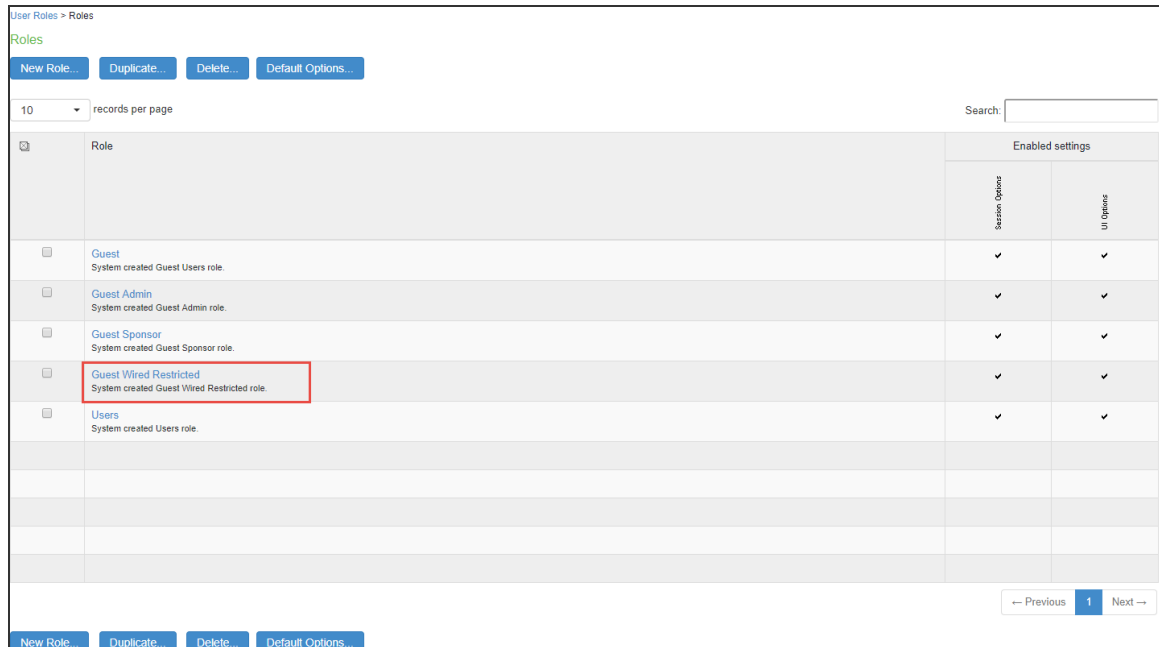 User Roles > Roles
Roles
New Role... Duplicate... Delete... Default Options...
10 records per page Search:
Role Enabled settings
Session Options UI Options
Guest
System created Guest Users role.
Guest Admin
System created Guest Admin role.
Guest Sponsor
System created Guest Sponsor role.
Guest Wired Restricted
System created Guest Wired Restricted role.
Users
System created Users role.
← Previous 1 Next →
New Role... Duplicate... Delete... Default Options...